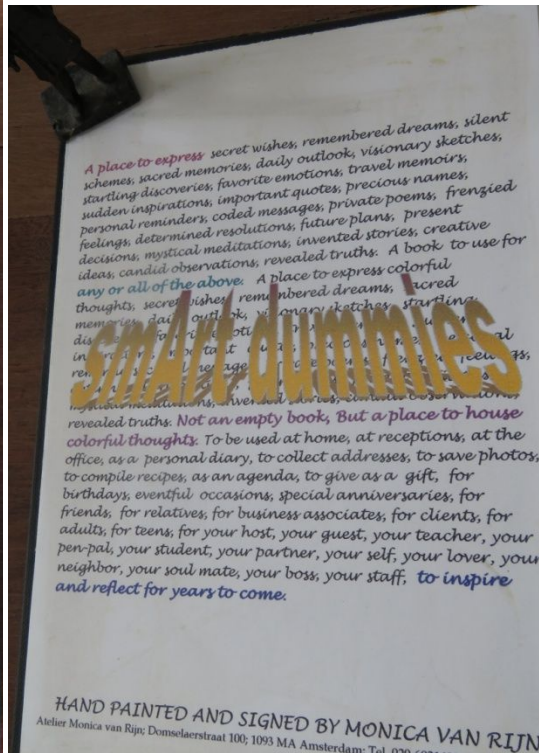 A place to express secret wishes, remembered dreams, silent
schemes, sacred memories, daily outlook, visionary sketches,
startling discoveries, favorite emotions, travel memoirs,
sudden inspirations, important quotes, precious names,
personal reminders, coded messages, private poems, frenzied
feelings, determined resolutions, future plans, present
decisions, mystical meditations, invented stories, creative
ideas, candid observations, revealed truths. A book to use for
any or all of the above. A place to express colorful
thoughts, secret wishes, remembered dreams, sacred
memories, daily outlook, visionary sketches, startling
smArt dummies
revealed truths. Not an empty book, But a place to house
colorful thoughts. To be used at home, at receptions, at the
office, as a personal diary, to collect addresses, to save photos,
to compile recipes, as an agenda, to give as a gift, for
birthdays, eventful occasions, special anniversaries, for
friends, for relatives, for business associates, for clients, for
adults, for teens, for your host, your guest, your teacher, your
pen-pal, your student, your partner, your self, your lover, your
neighbor, your soul mate, your boss, your staff, to inspire
and reflect for years to come.
HAND PAINTED AND SIGNED BY MONICA VAN RIJN
Atelier Monica van Rijn; Domselaerstraat 100; 1093 MA Amsterdam; Tel.